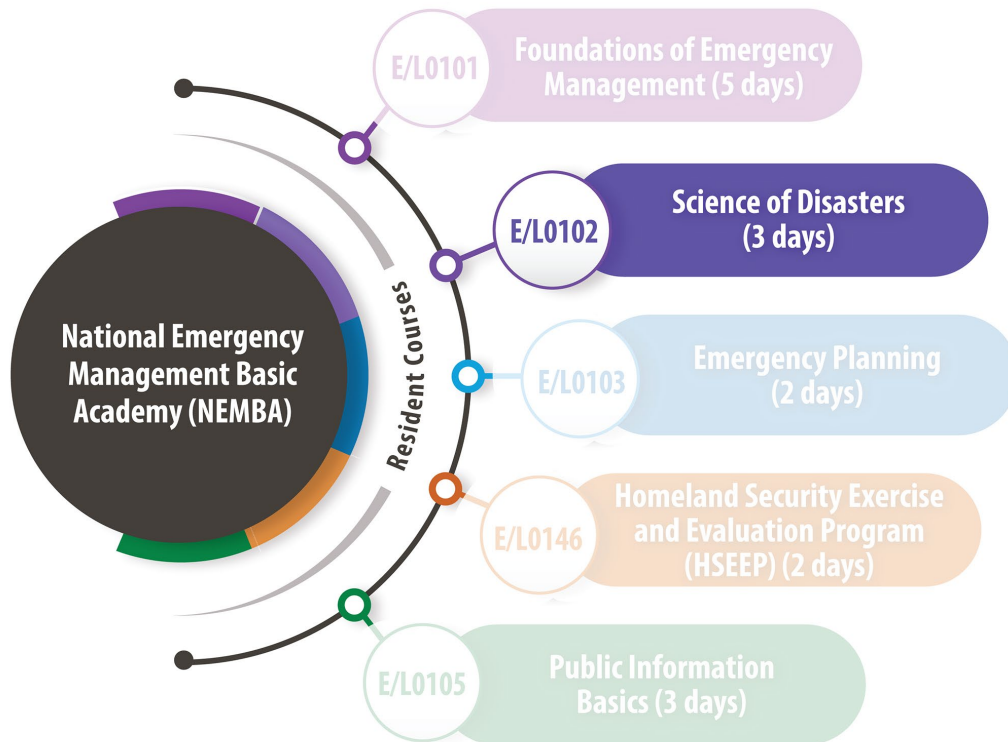 National Emergency
Management Basic
Academy (NEMBA)
Resident Courses
E/L0101
Foundations of Emergency
Management (5 days)
E/L0102
Science of Disasters
(3 days)
E/L0103
Emergency Planning
(2 days)
E/L0146
Homeland Security Exercise
and Evaluation Program
(HSEEP) (2 days)
E/L0105
Public Information
Basics (3 days)